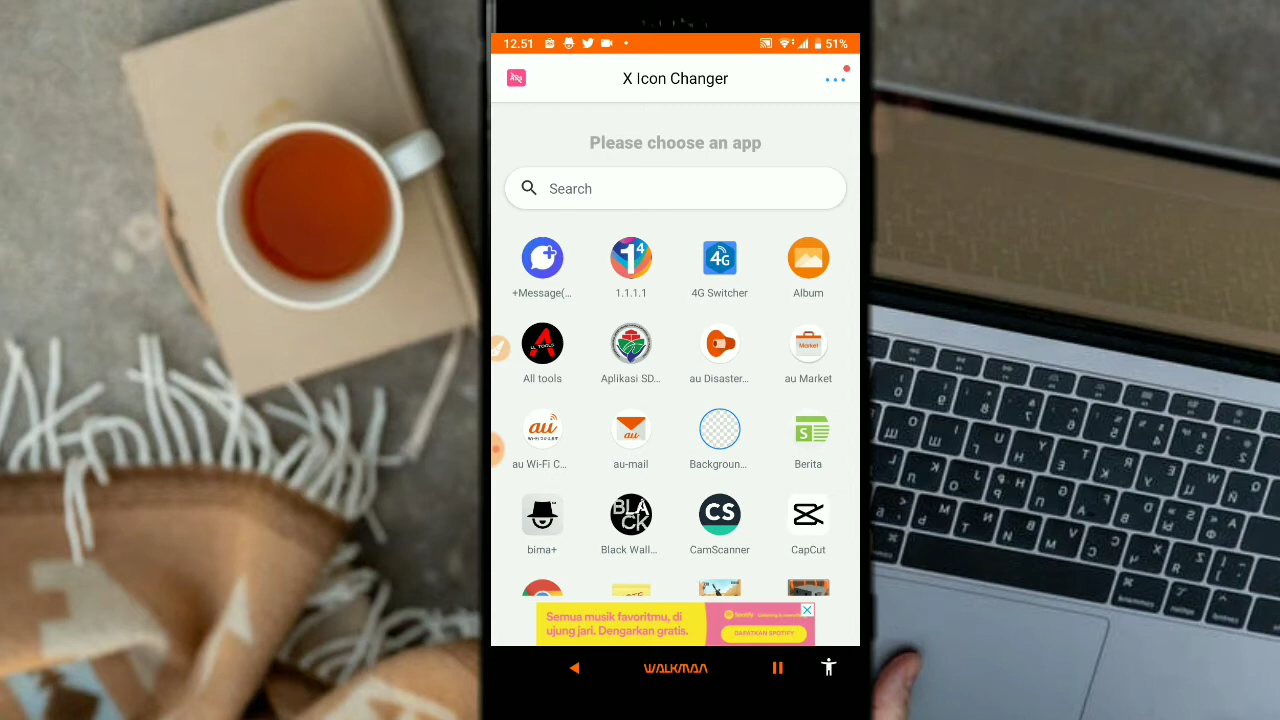 12.51
51%
X Icon Changer
Please choose an app
Search
+Message(...
1.1.1.1
4G Switcher
Album
All tools
Aplikasi SD...
au Disaster...
au Market
au Wi-Fi C...
au-mail
Backgroun...
Berita
bima+
Black Wall...
CamScanner
CapCut
Semua musik favoritmu, di
ujung jari. Dengarkan gratis.
Spotify
DAPATKAN SPOTIFY
WALKMAN